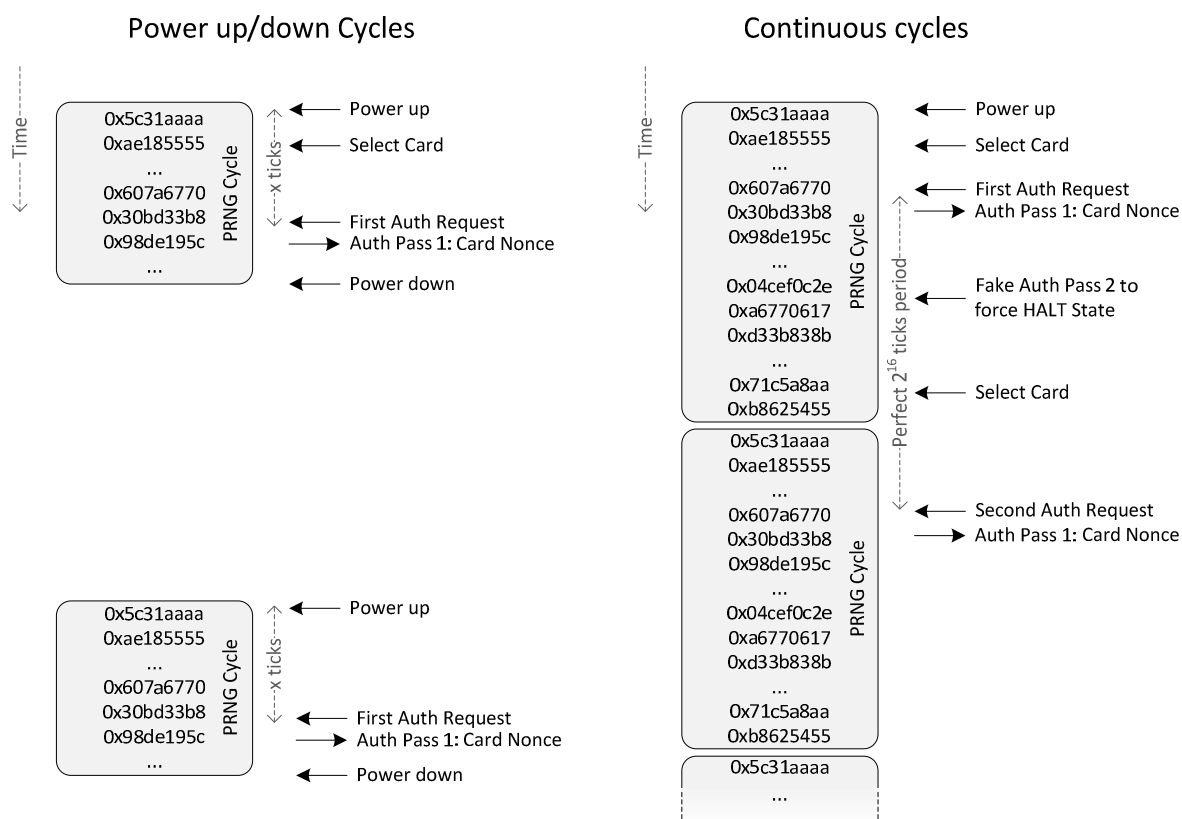 Power up/down Cycles
Time
0x5c31aaaa
0xae185555
...
0x607a6770
0x30bd33b8
0x98de195c
...
PRNG Cycle
x ticks
Power up
Select Card
First Auth Request
Auth Pass 1: Card Nonce
Power down
0x5c31aaaa
0xae185555
...
0x607a6770
0x30bd33b8
0x98de195c
...
PRNG Cycle
x ticks
Power up
First Auth Request
Auth Pass 1: Card Nonce
Power down
Continuous cycles
Time
0x5c31aaaa
0xae185555
...
0x607a6770
0x30bd33b8
0x98de195c
...
0x04cef0c2e
0xa6770617
0xd33b838b
...
0x71c5a8aa
0xb8625455
PRNG Cycle
Perfect 2¹⁶ ticks period
Power up
Select Card
First Auth Request
Auth Pass 1: Card Nonce
Fake Auth Pass 2 to
force HALT State
Select Card
0x5c31aaaa
0xae185555
...
0x607a6770
0x30bd33b8
0x98de195c
...
0x04cef0c2e
0xa6770617
0xd33b838b
...
0x71c5a8aa
0xb8625455
PRNG Cycle
Second Auth Request
Auth Pass 1: Card Nonce
0x5c31aaaa
...